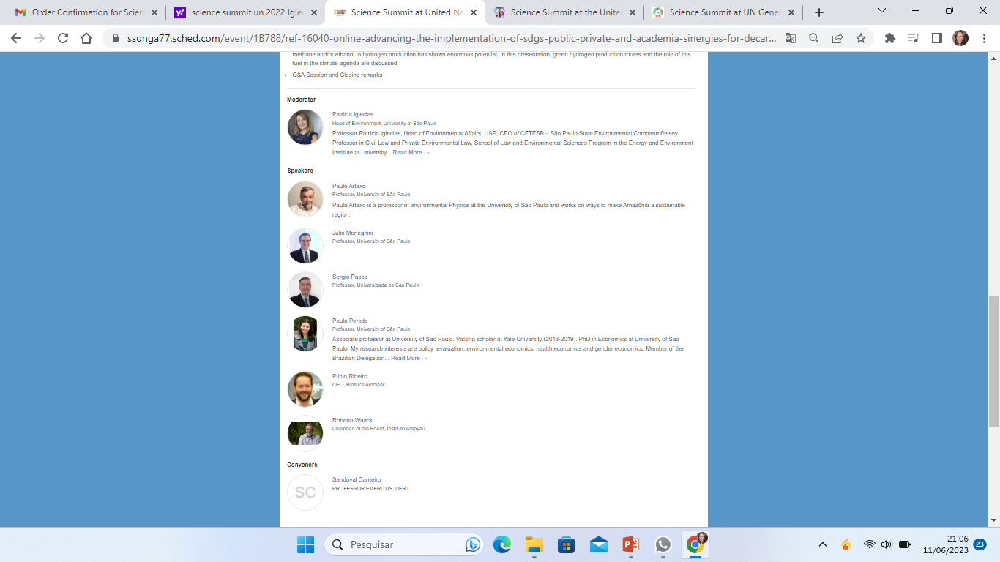 Order Confirmation for Scien
science summit un 2022 Iglec
Science Summit at United Na
Science Summit at the Unite
Science Summit at UN Gener
ssunga77.sched.com/event/1B788/ref-16040-online-advancing-the-implementation-of-sdgs-public-private-and-academia-sinergies-for-decar...
methane and/or ethanol to hydrogen production has shown enormous potential. In this presentation, green hydrogen production routes and the role of this
fuel in the climate agenda are discussed.
• Q&A Session and Closing remarks
Moderator
Patricia Iglecias
Head of Environment, University of São Paulo
Professor Patrícia Iglecias, Head of Environmental Affairs, USP; CEO of CETESB – São Paulo State Environmental Companrofessoy.
Professor in Civil Law and Private Environmental Law, School of Law and Environmental Sciences Program in the Energy and Environment
Institute at University... Read More →
Speakers
Paulo Artaxo
Professor, University of São Paulo
Paulo Artaxo is a professor of environmental Physics at the University of São Paulo and works on ways to make Amazônia a sustainable
region.
Julio Meneghini
Professor, University of São Paulo
Sergio Pacca
Professor, Universidade de Sao Paulo
Paula Pereda
Professor, University of São Paulo
Associate professor at University of Sao Paulo. Visiting scholar at Yale University (2018-2019). PhD in Economics at University of Sao
Paulo. My research interests are policy evaluation, environmental economics, health economics and gender economics. Member of the
Brazilian Delegation... Read More →
Plínio Ribeiro
CEO, Biofílica Ambipar
Roberto Waack
Chairman of the Board, Instituto Arapyaú
Conveners
SC
Sandoval Carneiro
PROFESSOR EMERITUS, UFRJ
Pesquisar
21:06
11/06/2023
23